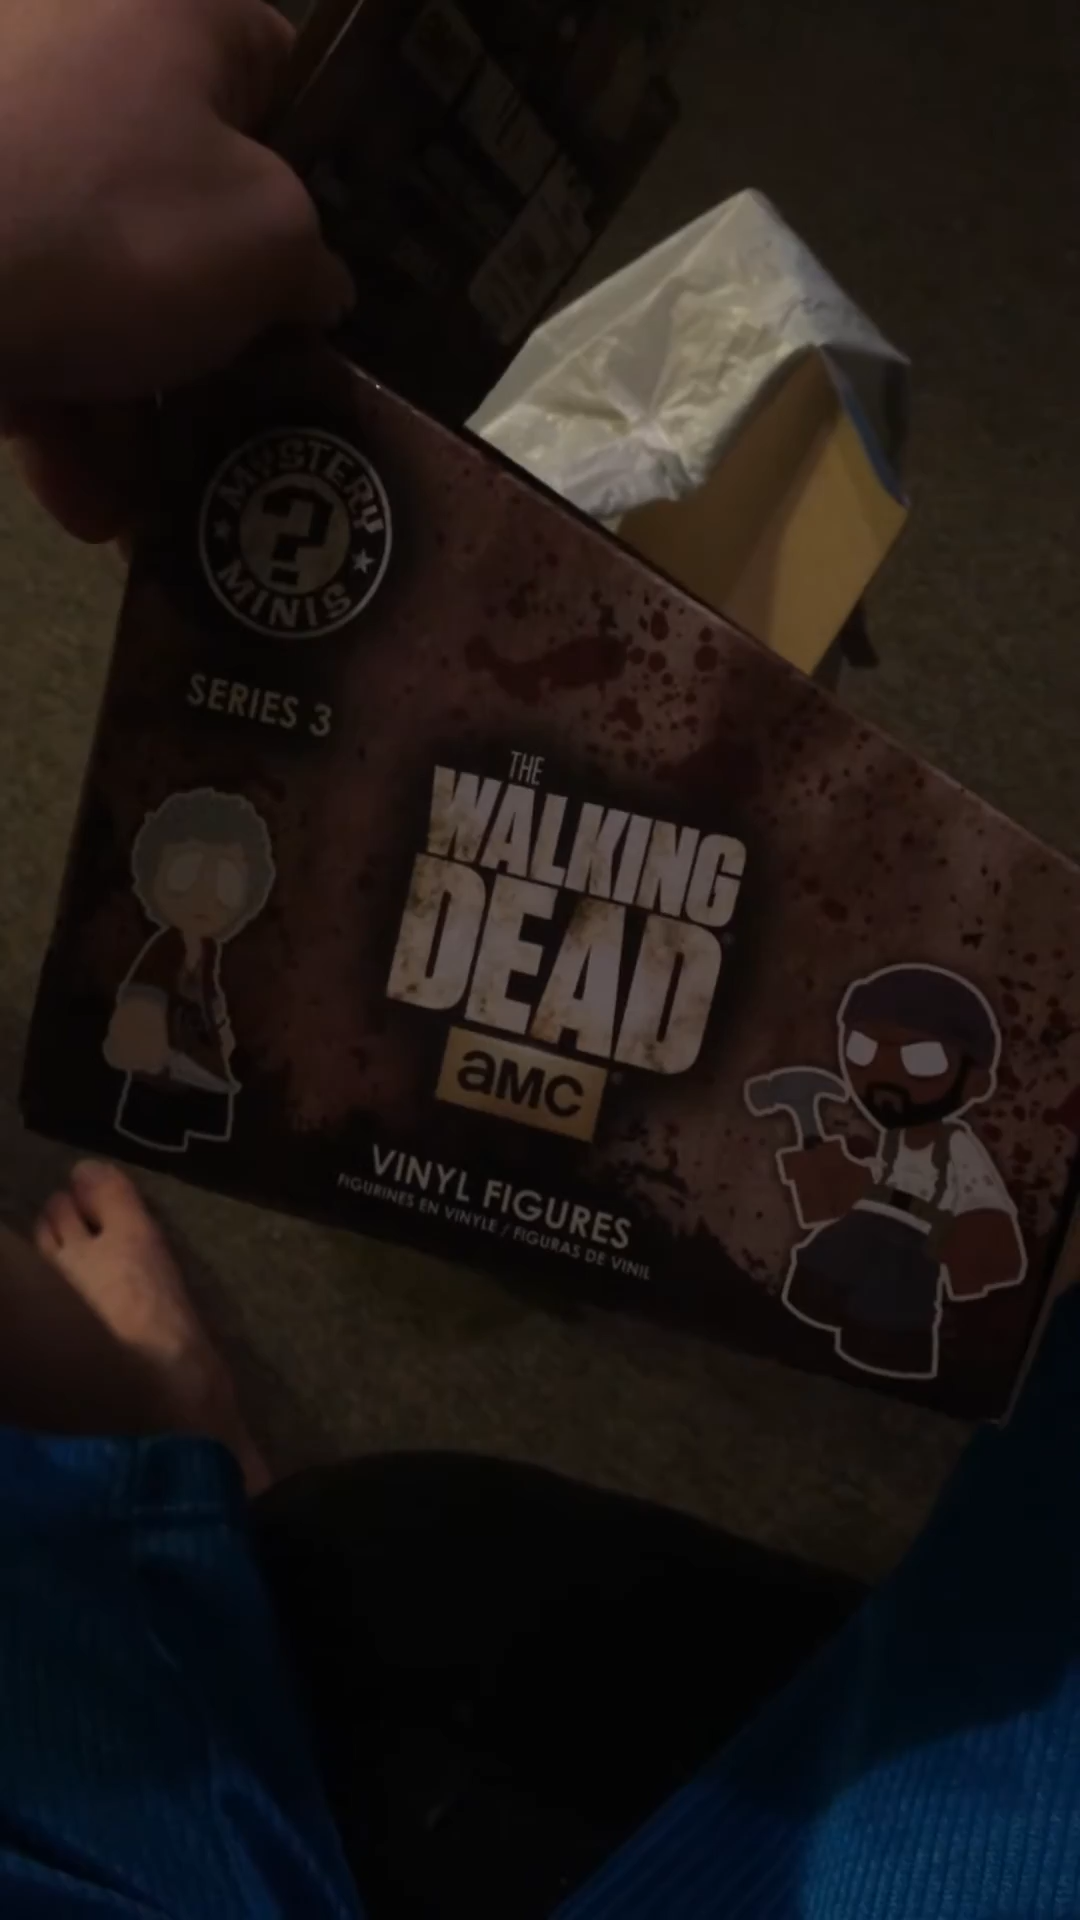 MYSTERY
MINIS
SERIES 3
THE
WALKING
DEAD
aMC
VINYL FIGURES
FIGURINES EN VINYLE / FIGURAS DE VINIL